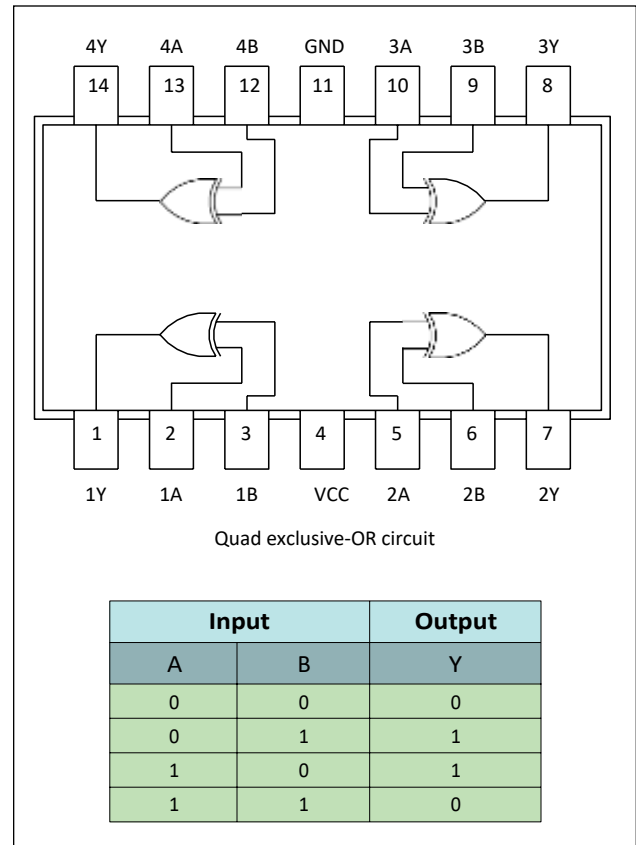 4Y 4A 4B GND 3A 3B 3Y
14 13 12 11 10 9 8
1 2 3 4 5 6 7
1Y 1A 1B VCC 2A 2B 2Y
Quad exclusive-OR circuit
Input Output
A B Y
0 0 0
0 1 1
1 0 1
1 1 0